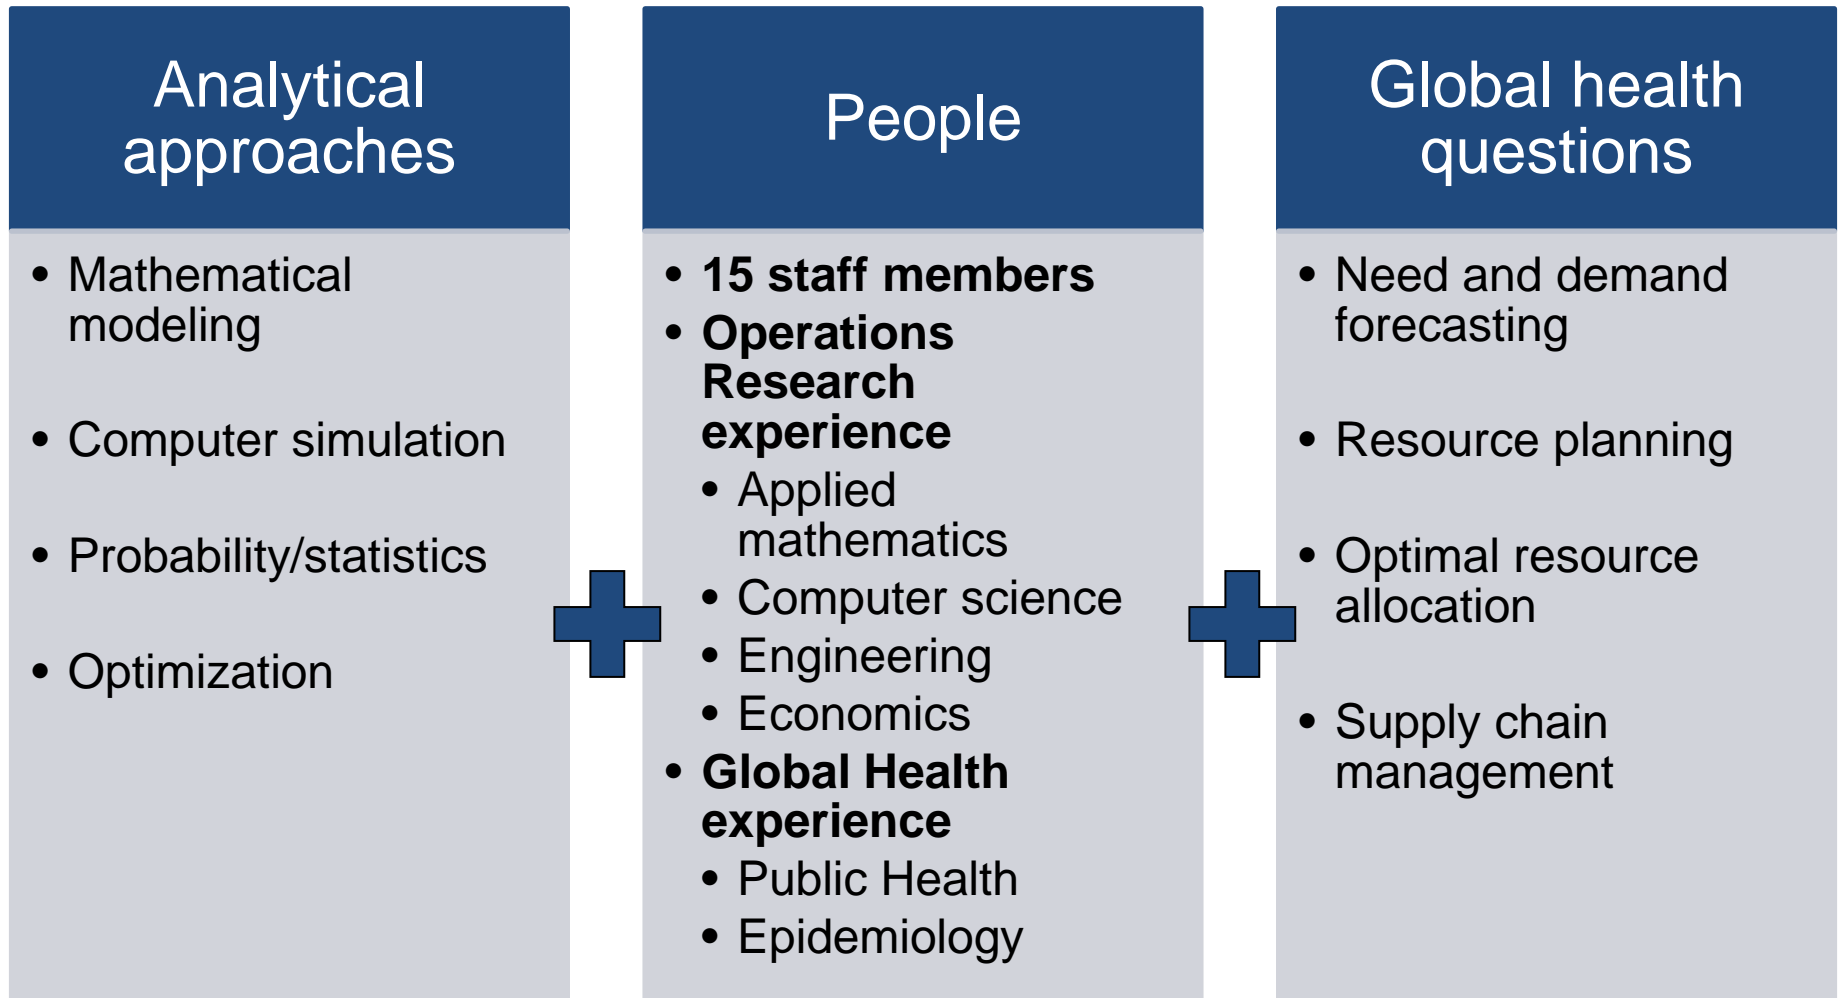 Analytical
approaches
• Mathematical
modeling
• Computer simulation
• Probability/statistics
• Optimization
People
• 15 staff members
• Operations
Research
experience
• Applied
mathematics
• Computer science
• Engineering
• Economics
• Global Health
experience
• Public Health
• Epidemiology
Global health
questions
• Need and demand
forecasting
• Resource planning
• Optimal resource
allocation
• Supply chain
management